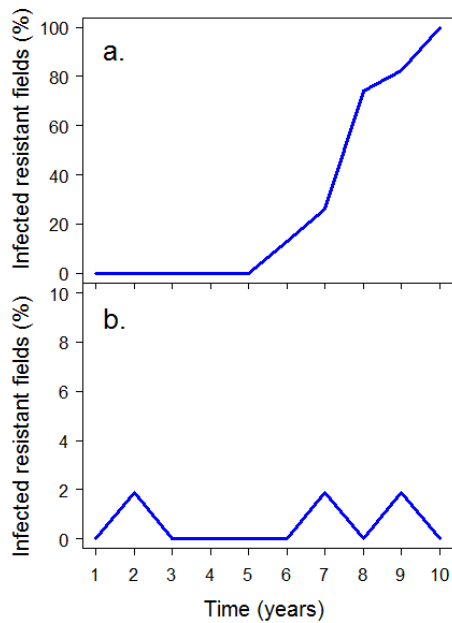 Infected resistant fields (%)
a.
100
80
60
40
20
0
Infected resistant fields (%)
b.
10
8
6
4
2
0
1 2 3 4 5 6 7 8 9 10
Time (years)